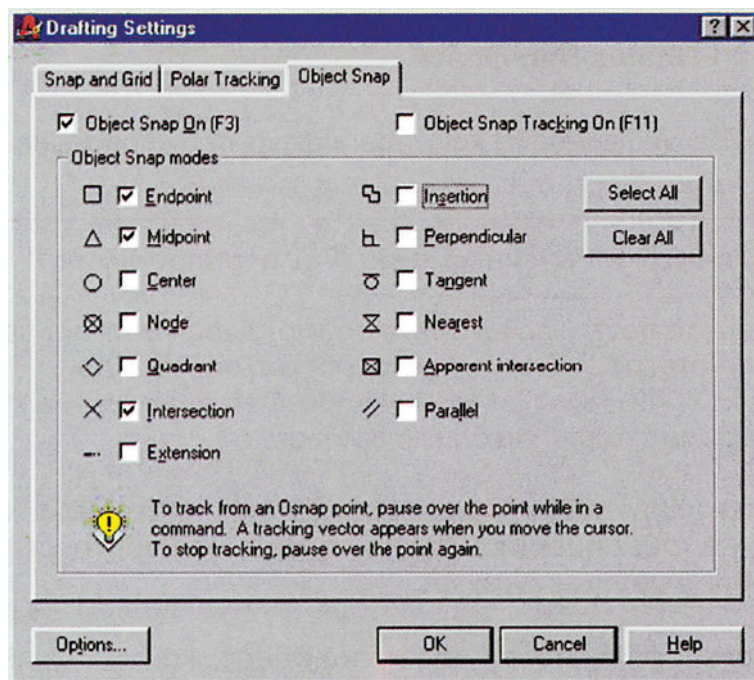 Drafting Settings
Snap and Grid
Polar Tracking
Object Snap
Object Snap On (F3)
Object Snap Tracking On (F11)
Object Snap modes
Endpoint
Midpoint
Center
Node
Quadrant
Intersection
Extension
Insertion
Perpendicular
Tangent
Nearest
Apparent intersection
Parallel
Select All
Clear All
To track from an Osnap point, pause over the point while in a
command. A tracking vector appears when you move the cursor.
To stop tracking, pause over the point again.
Options...
OK
Cancel
Help